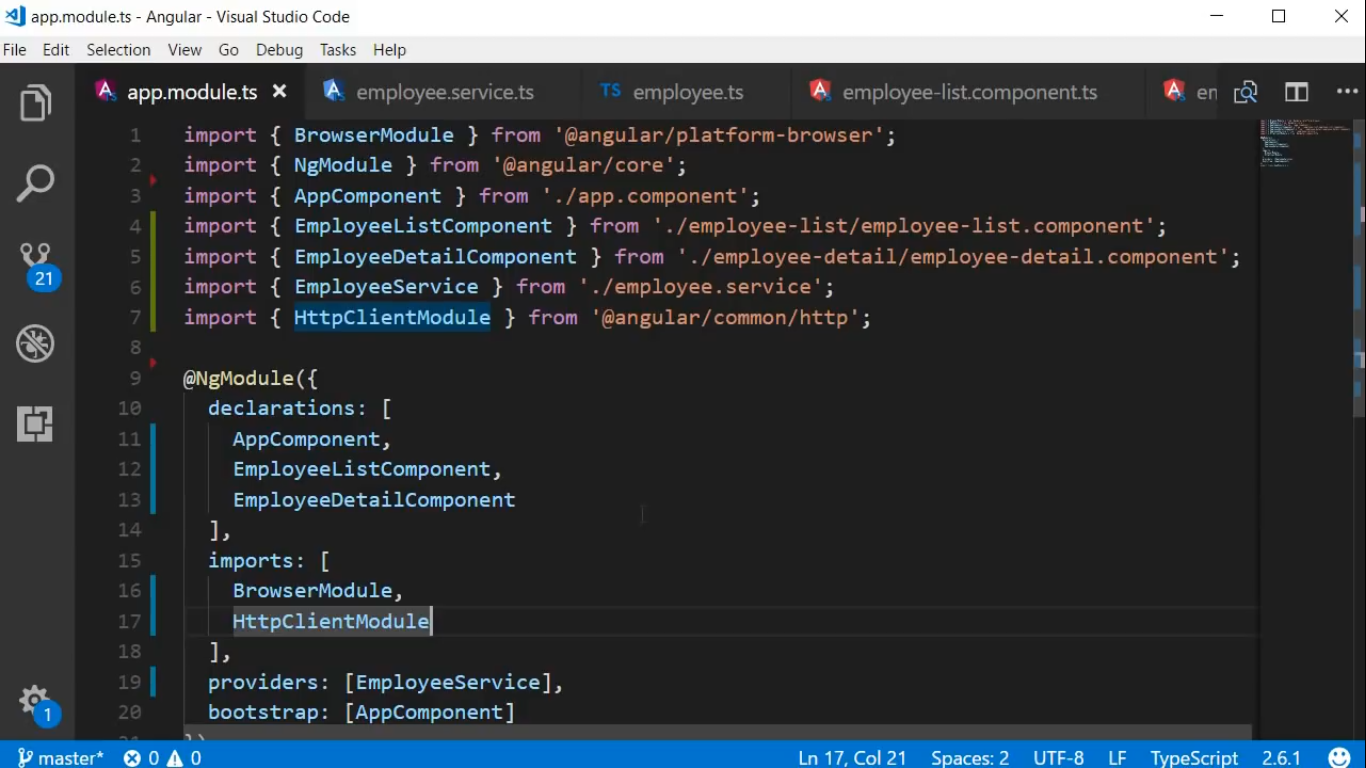 app.module.ts - Angular - Visual Studio Code
File Edit Selection View Go Debug Tasks Help
app.module.ts employee.service.ts TS employee.ts employee-list.component.ts en
1 import { BrowserModule } from '@angular/platform-browser';
2 import { NgModule } from '@angular/core';
3 import { AppComponent } from './app.component';
4 import { EmployeeListComponent } from './employee-list/employee-list.component';
5 import { EmployeeDetailComponent } from './employee-detail/employee-detail.component';
6 import { EmployeeService } from './employee.service';
7 import { HttpClientModule } from '@angular/common/http';
8
9 @NgModule({
10 declarations: [
11 AppComponent,
12 EmployeeListComponent,
13 EmployeeDetailComponent
14 ],
15 imports: [
16 BrowserModule,
17 HttpClientModule
18 ],
19 providers: [EmployeeService],
20 bootstrap: [AppComponent]
21
1
master* 0 0 Ln 17, Col 21 Spaces: 2 UTF-8 LF TypeScript 2.6.1